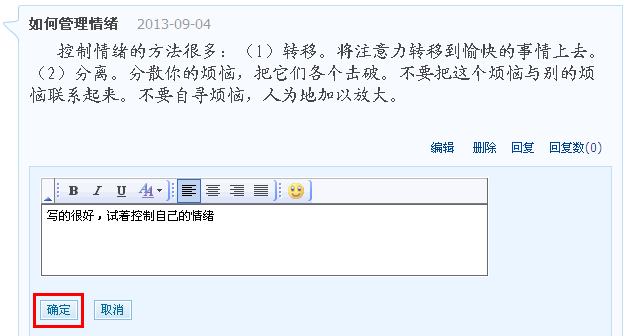 如何管理情绪 2013-09-04
控制情绪的方法很多：（1）转移。将注意力转移到愉快的事情上去。
（2）分离。分散你的烦恼，把它们各个击破。不要把这个烦恼与别的烦
恼联系起来。不要自寻烦恼，人为地加以放大。
编辑 删除 回复 回复数(0)
B I U AA
写的很好，试着控制自己的情绪
确定 取消